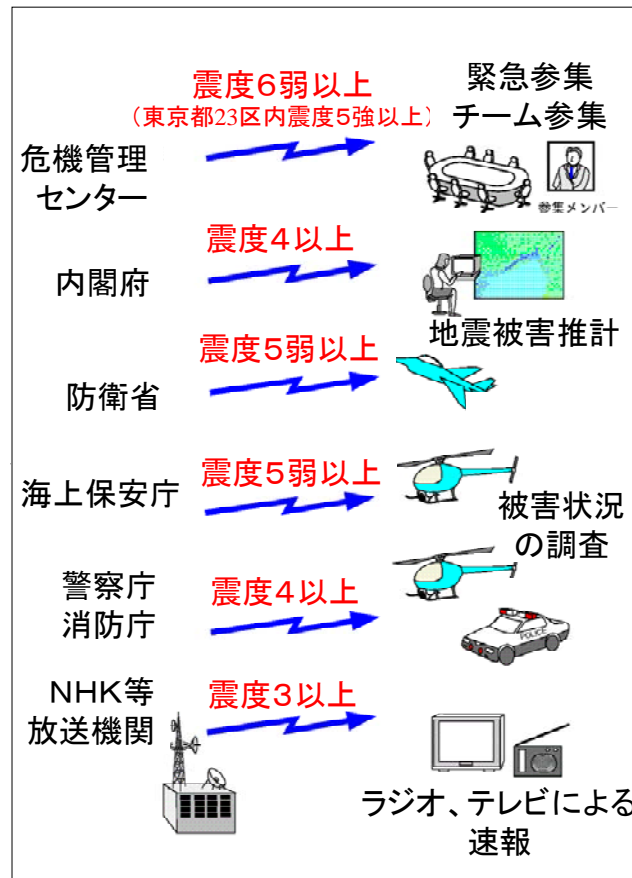 震度6弱以上
(東京都23区内震度5強以上)
緊急参集
チーム参集
危機管理
センター
参集メンバー
震度4以上
内閣府
地震被害推計
震度5弱以上
防衛省
震度5弱以上
海上保安庁
被害状況
の調査
警察庁
消防庁
震度4以上
POLICE
NHK等
放送機関
震度3以上
ラジオ、テレビによる
速報